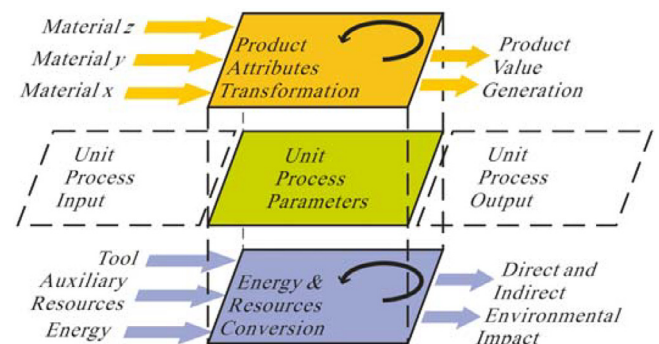 Material z
Material y
Material x
Product
Attributes
Transformation
Product
Value
Generation
Unit
Process
Input
Unit
Process
Parameters
Unit
Process
Output
Tool
Auxiliary
Resources
Energy
Energy &
Resources
Conversion
Direct and
Indirect
Environmental
Impact